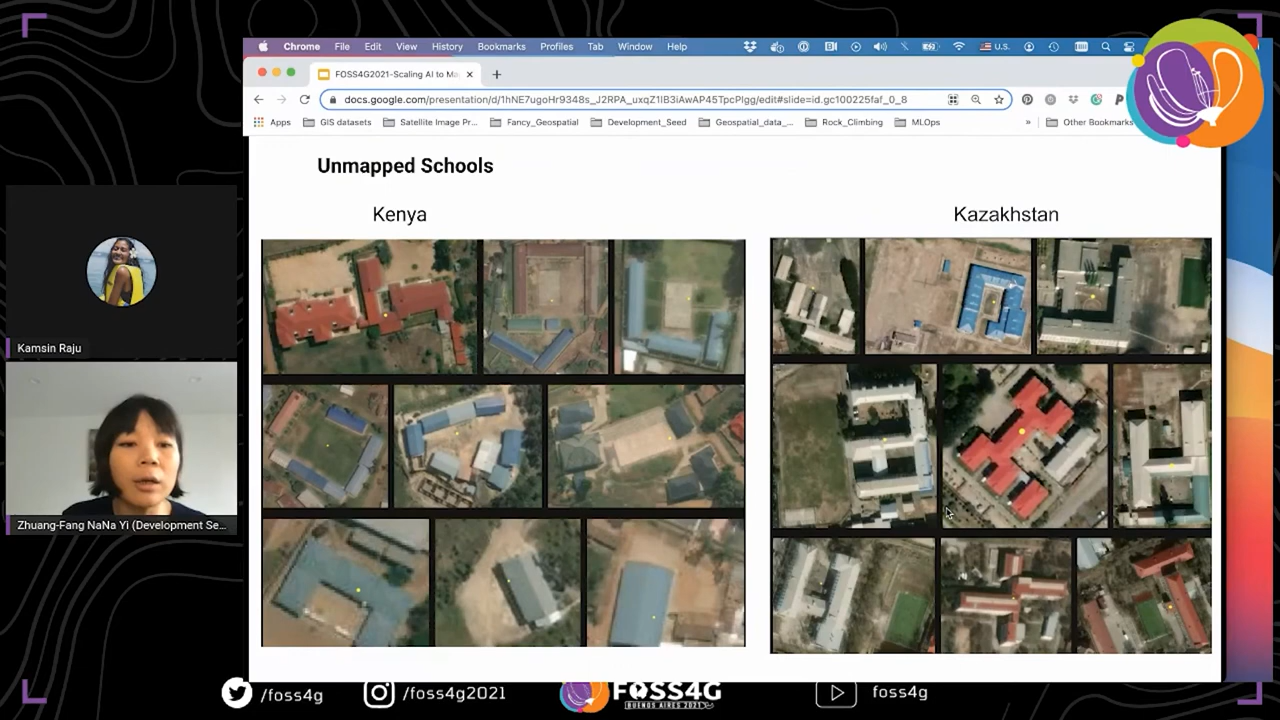 Chrome File Edit View History Bookmarks Profiles Tab Window Help
U.S.
FOSS4G2021-Scaling AI to Ma
docs.google.com/presentation/d/1hNE7ugoHr9348s_J2RPA_uxqZ1lB3iAwAP45TpcPlgg/edit#slide=id.gc100225faf_0_8
Apps GIS datasets Satellite Image Pr... Fancy_Geospatial Development_Seed Geospatial_data_... Rock_Climbing MLOps » Other Bookmarks
Unmapped Schools
Kenya
Kazakhstan
Kamsin Raju
Zhuang-Fang NaNa Yi (Development Se...
/foss4g
/foss4g2021
FOSS4G
BUENOS AIRES 2021
foss4g